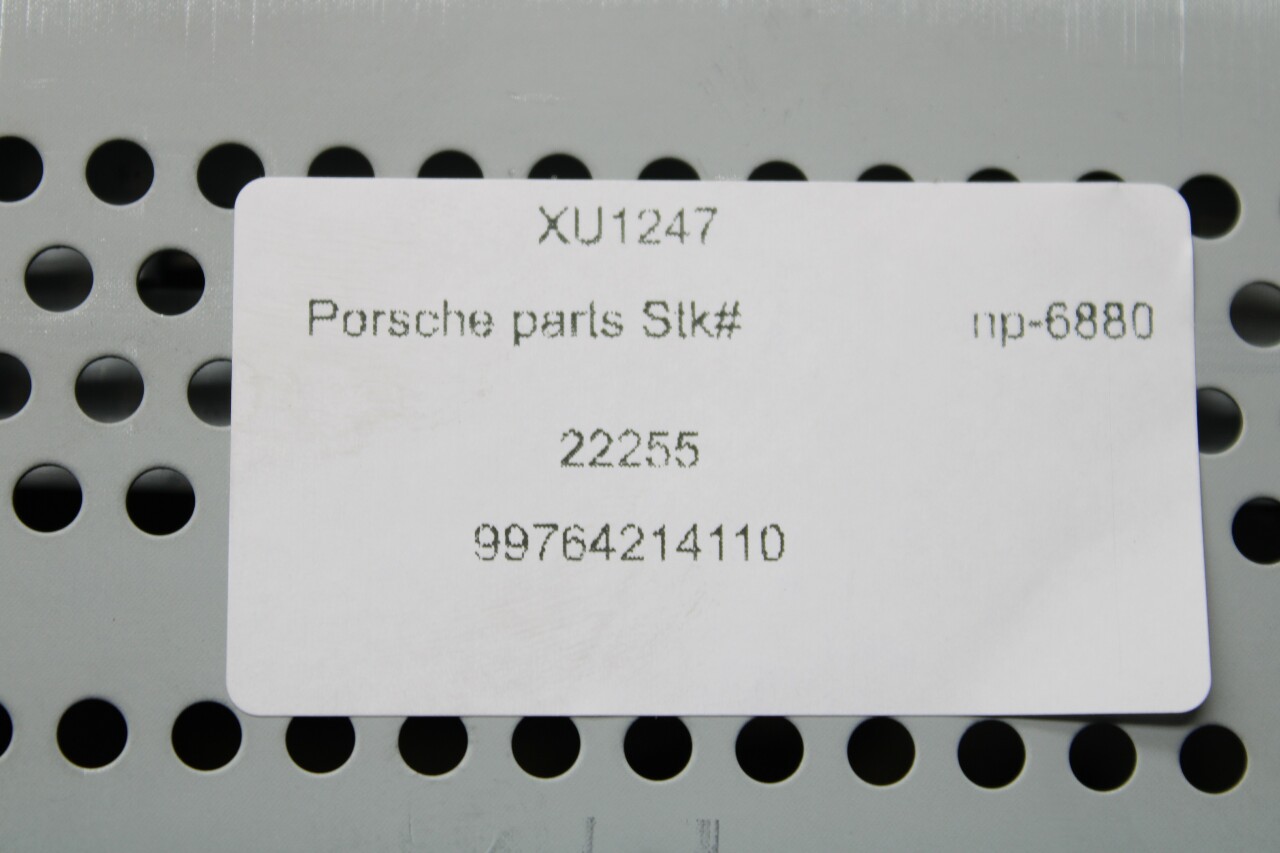 XU1247
Porsche parts Stk# np-6880
22255
99764214110